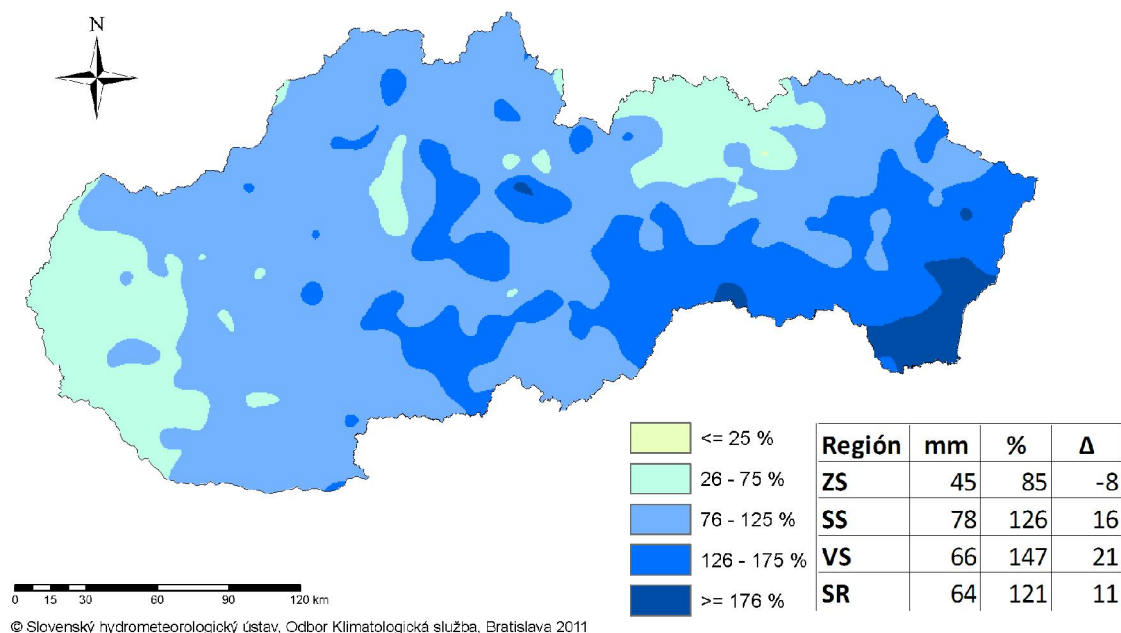 N
<= 25 %
26 - 75 %
76 - 125 %
126 - 175 %
>= 176 %
Región mm % Δ
ZS 45 85 -8
SS 78 126 16
VS 66 147 21
SR 64 121 11
0 15 30 60 90 120 km
© Slovenský hydrometeorologický ústav, Odbor Klimatologická služba, Bratislava 2011